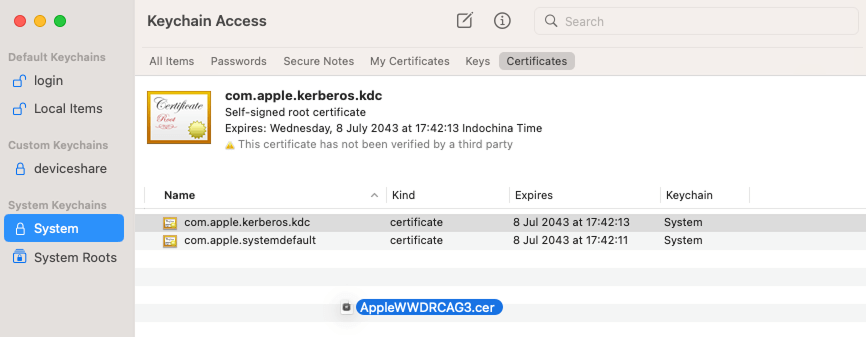 Keychain Access
Search
Default Keychains
login
Local Items
Custom Keychains
deviceshare
System Keychains
System
System Roots
All Items Passwords Secure Notes My Certificates Keys Certificates
Certificate
Root
com.apple.kerberos.kdc
Self-signed root certificate
Expires: Wednesday, 8 July 2043 at 17:42:13 Indochina Time
This certificate has not been verified by a third party
Name Kind Expires Keychain
com.apple.kerberos.kdc certificate 8 Jul 2043 at 17:42:13 System
com.apple.systemdefault certificate 8 Jul 2043 at 17:42:11 System
AppleWWDRCAG3.cer